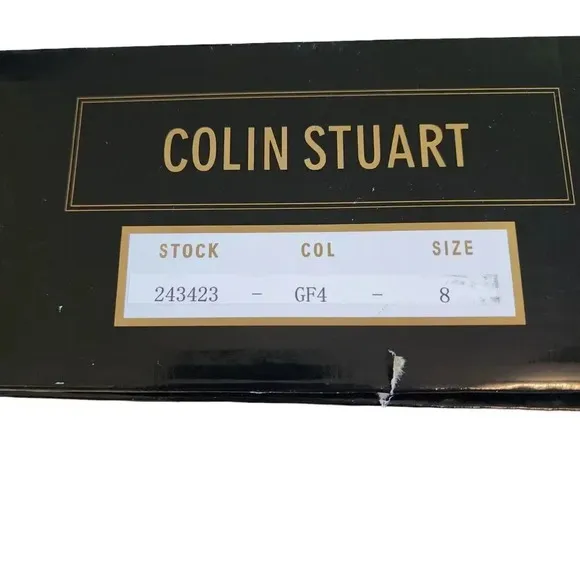 COLIN STUART
STOCK COL SIZE
243423 - GF4 - 8